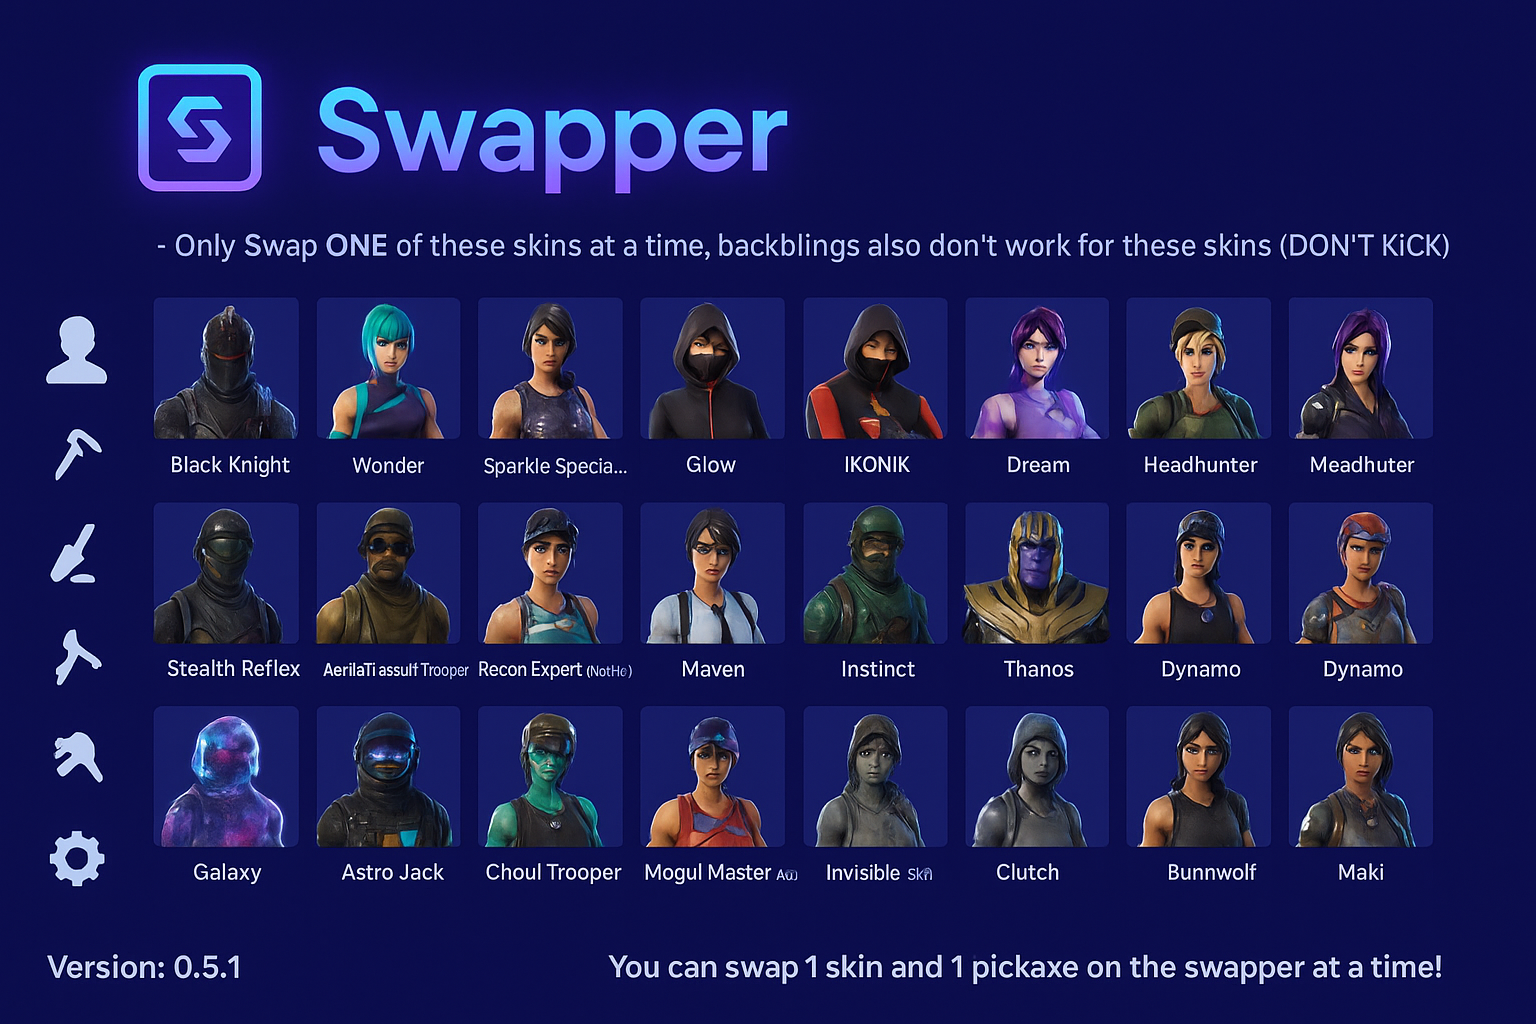 S
Swapper
- Only Swap ONE of these skins at a time, backblings also don't work for these skins (DON'T KiCK)
Black Knight
Wonder
Sparkle Specia...
Glow
IKONIK
Dream
Headhunter
Meadhuter
Stealth Reflex
AerilaTi assult Trooper
Recon Expert (NotHe)
Maven
Instinct
Thanos
Dynamo
Dynamo
Galaxy
Astro Jack
Choul Trooper
Mogul Master
Invisible
Clutch
Bunnwolf
Maki
Version: 0.5.1
You can swap 1 skin and 1 pickaxe on the swapper at a time!